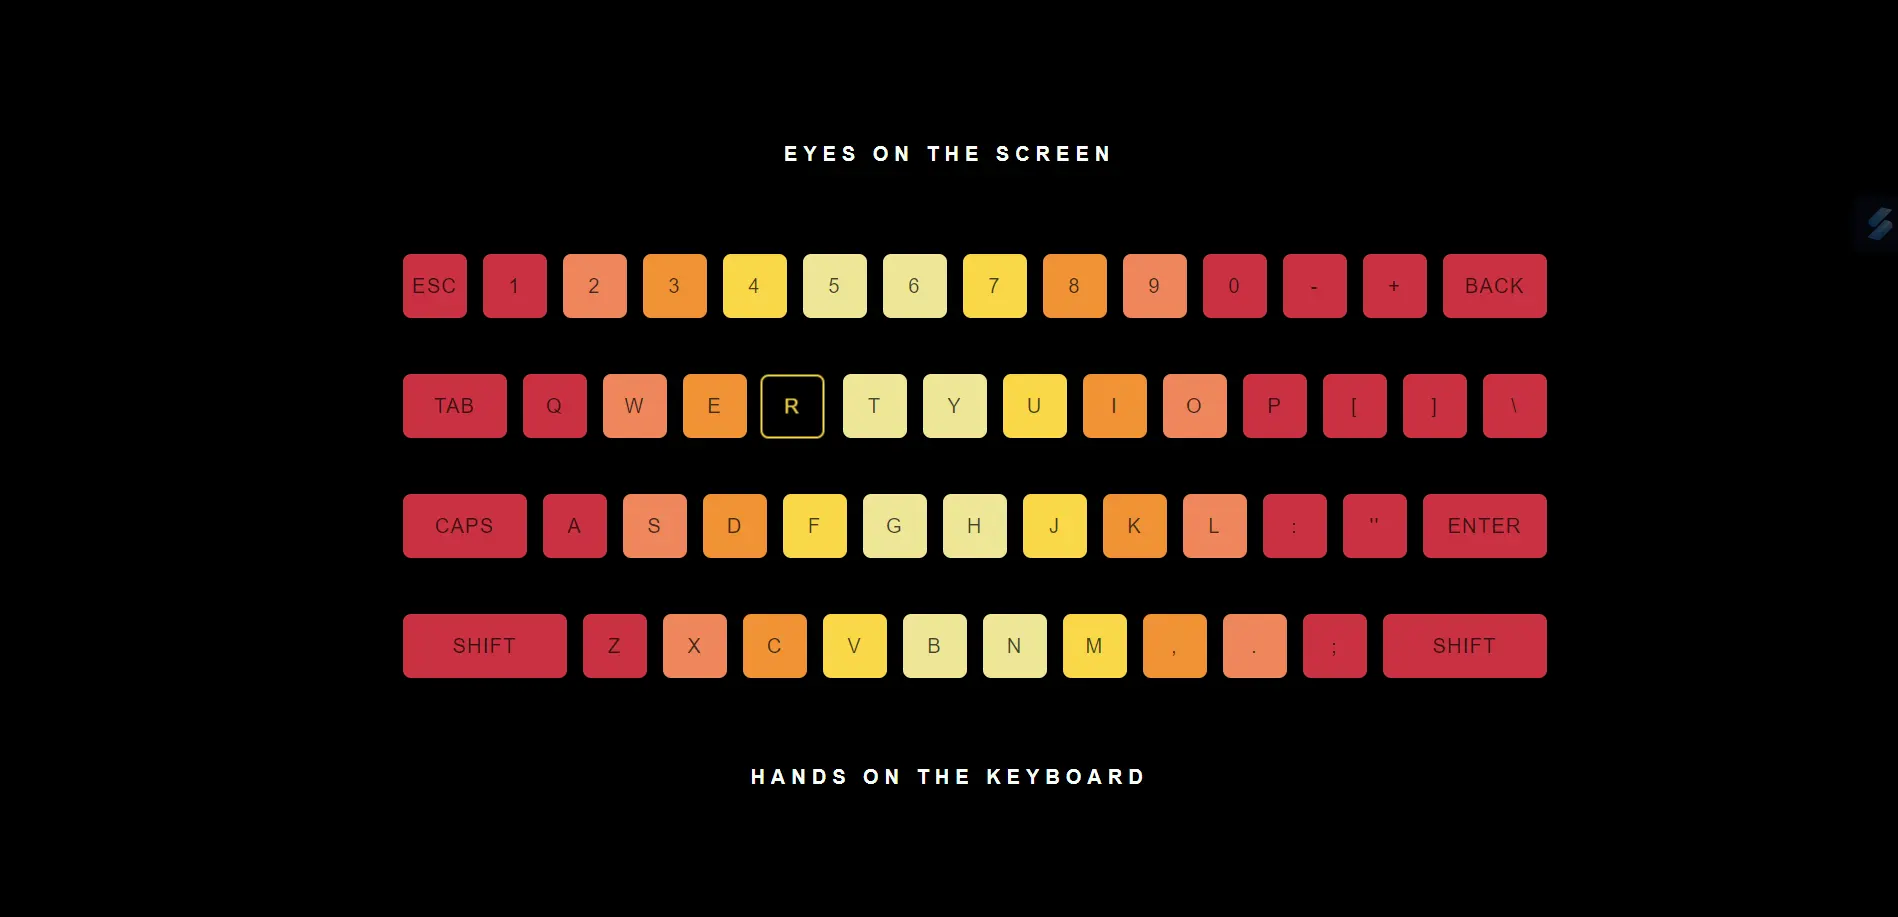 EYES ON THE SCREEN
ESC 1 2 3 4 5 6 7 8 9 0 - + BACK
TAB Q W E R T Y U I O P [ ] \
CAPS A S D F G H J K L : " ENTER
SHIFT Z X C V B N M , . ; SHIFT
HANDS ON THE KEYBOARD